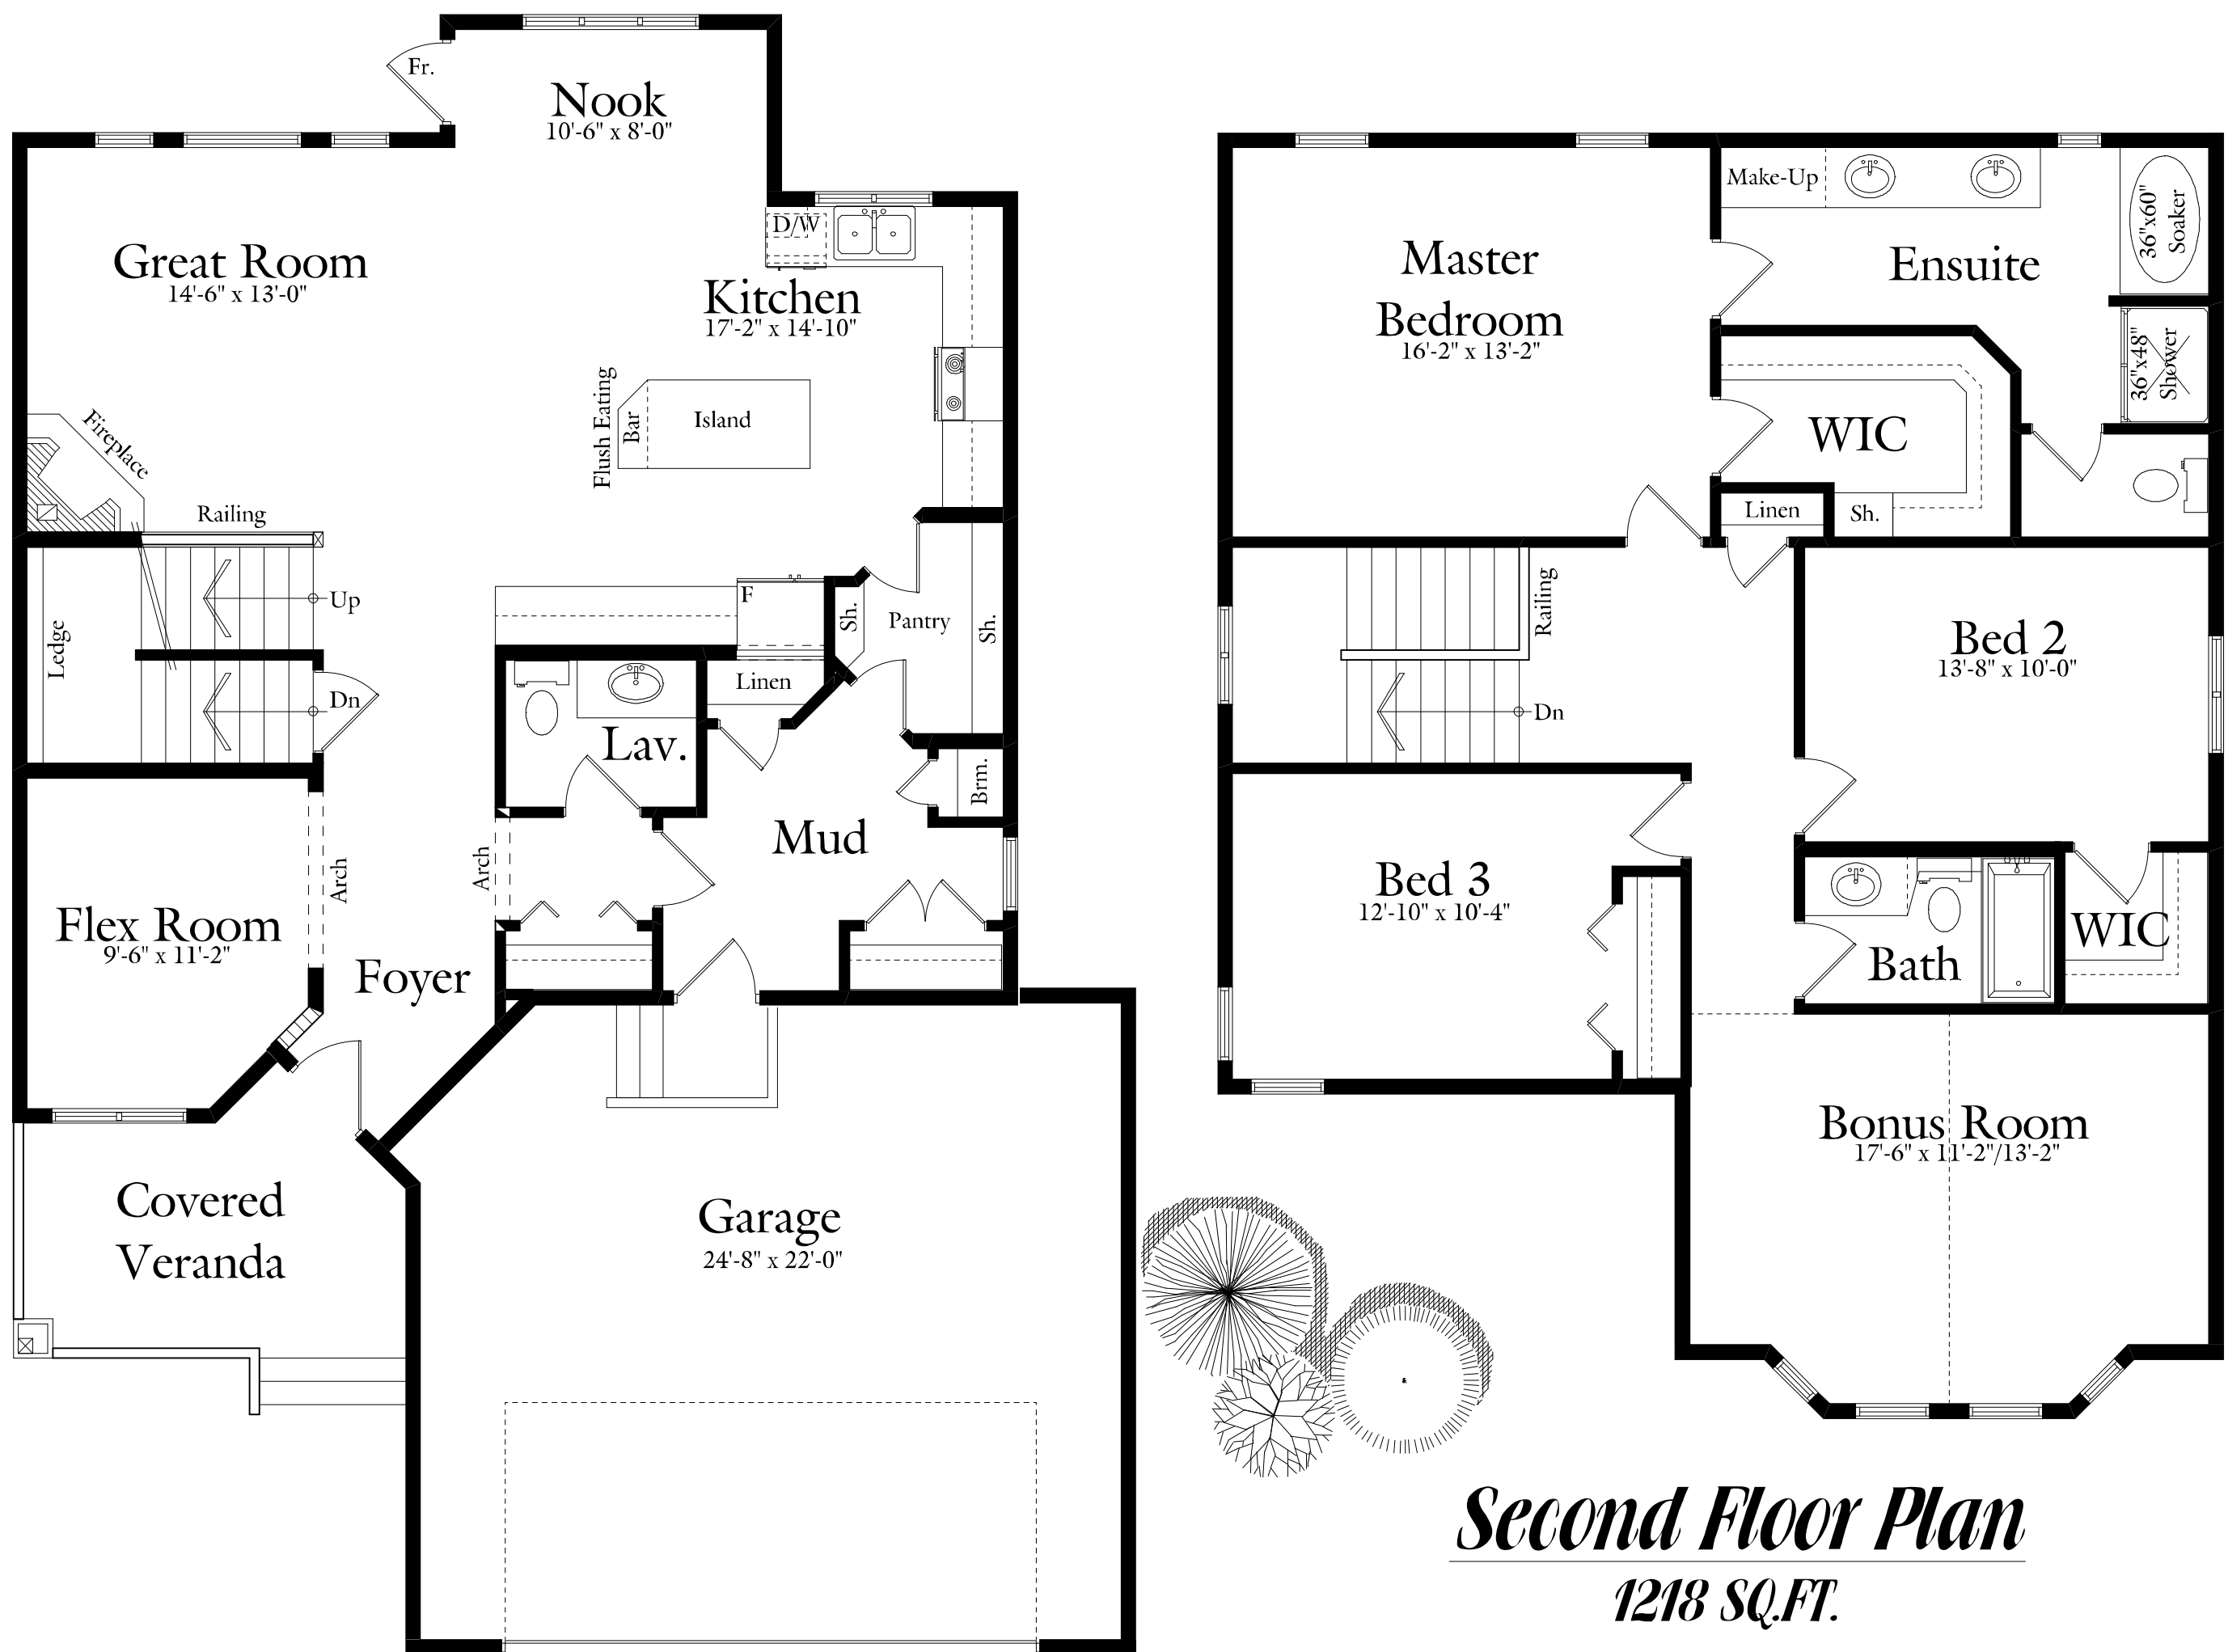 Fr.
Nook
10'-6" x 8'-0"
Great Room
14'-6" x 13'-0"
D/W
Kitchen
17'-2" x 14'-10"
Flush Eating
Bar
Island
Fireplace
Railing
Up
Ledge
Dn
F
Sh.
Pantry
Sh.
Linen
Lav.
Brm.
Mud
Arch
Arch
Flex Room
9'-6" x 11'-2"
Foyer
Covered
Veranda
Garage
24'-8" x 22'-0"
Make-Up
36"x60"
Soaker
Master
Bedroom
16'-2" x 13'-2"
Ensuite
36"x48"
Shower
WIC
Linen
Sh.
Railing
Dn
Bed 2
13'-8" x 10'-0"
Bed 3
12'-10" x 10'-4"
WIC
Bath
Bonus Room
17'-6" x 11'-2"/13'-2"
Second Floor Plan
1218 SQ.FT.